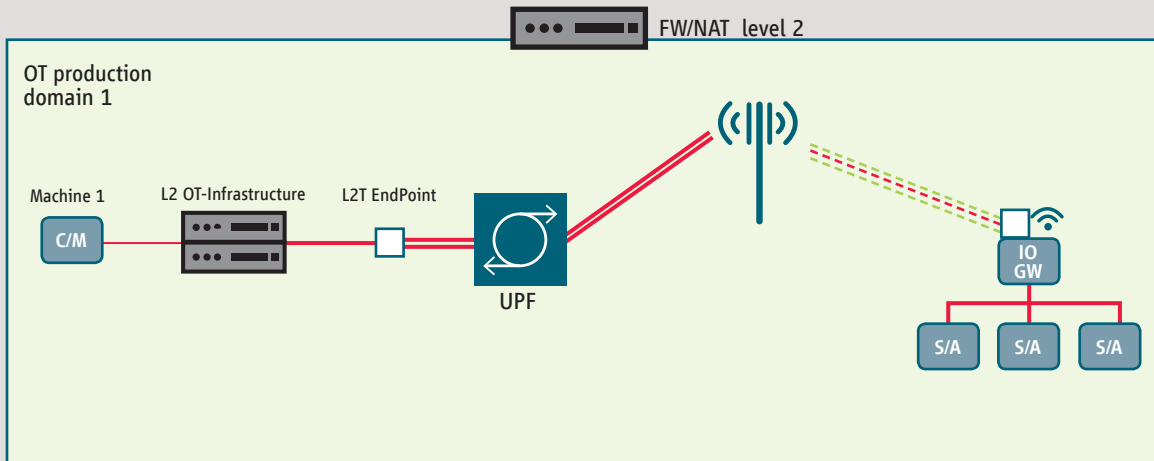 FW/NAT level 2
OT production
domain 1
Machine 1
L2 OT-Infrastructure
L2T EndPoint
C/M
UPF
IO
GW
S/A
S/A
S/A